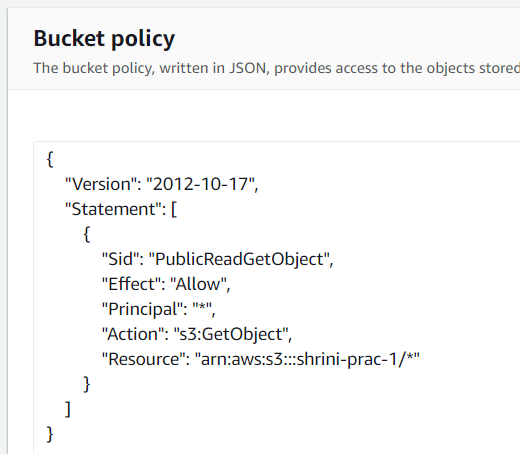 Bucket policy
The bucket policy, written in JSON, provides access to the objects stored
{
"Version": "2012-10-17",
"Statement": [
{
"Sid": "PublicReadGetObject",
"Effect": "Allow",
"Principal": "*",
"Action": "s3:GetObject",
"Resource": "arn:aws:s3:::shrini-prac-1/*"
}
]
}